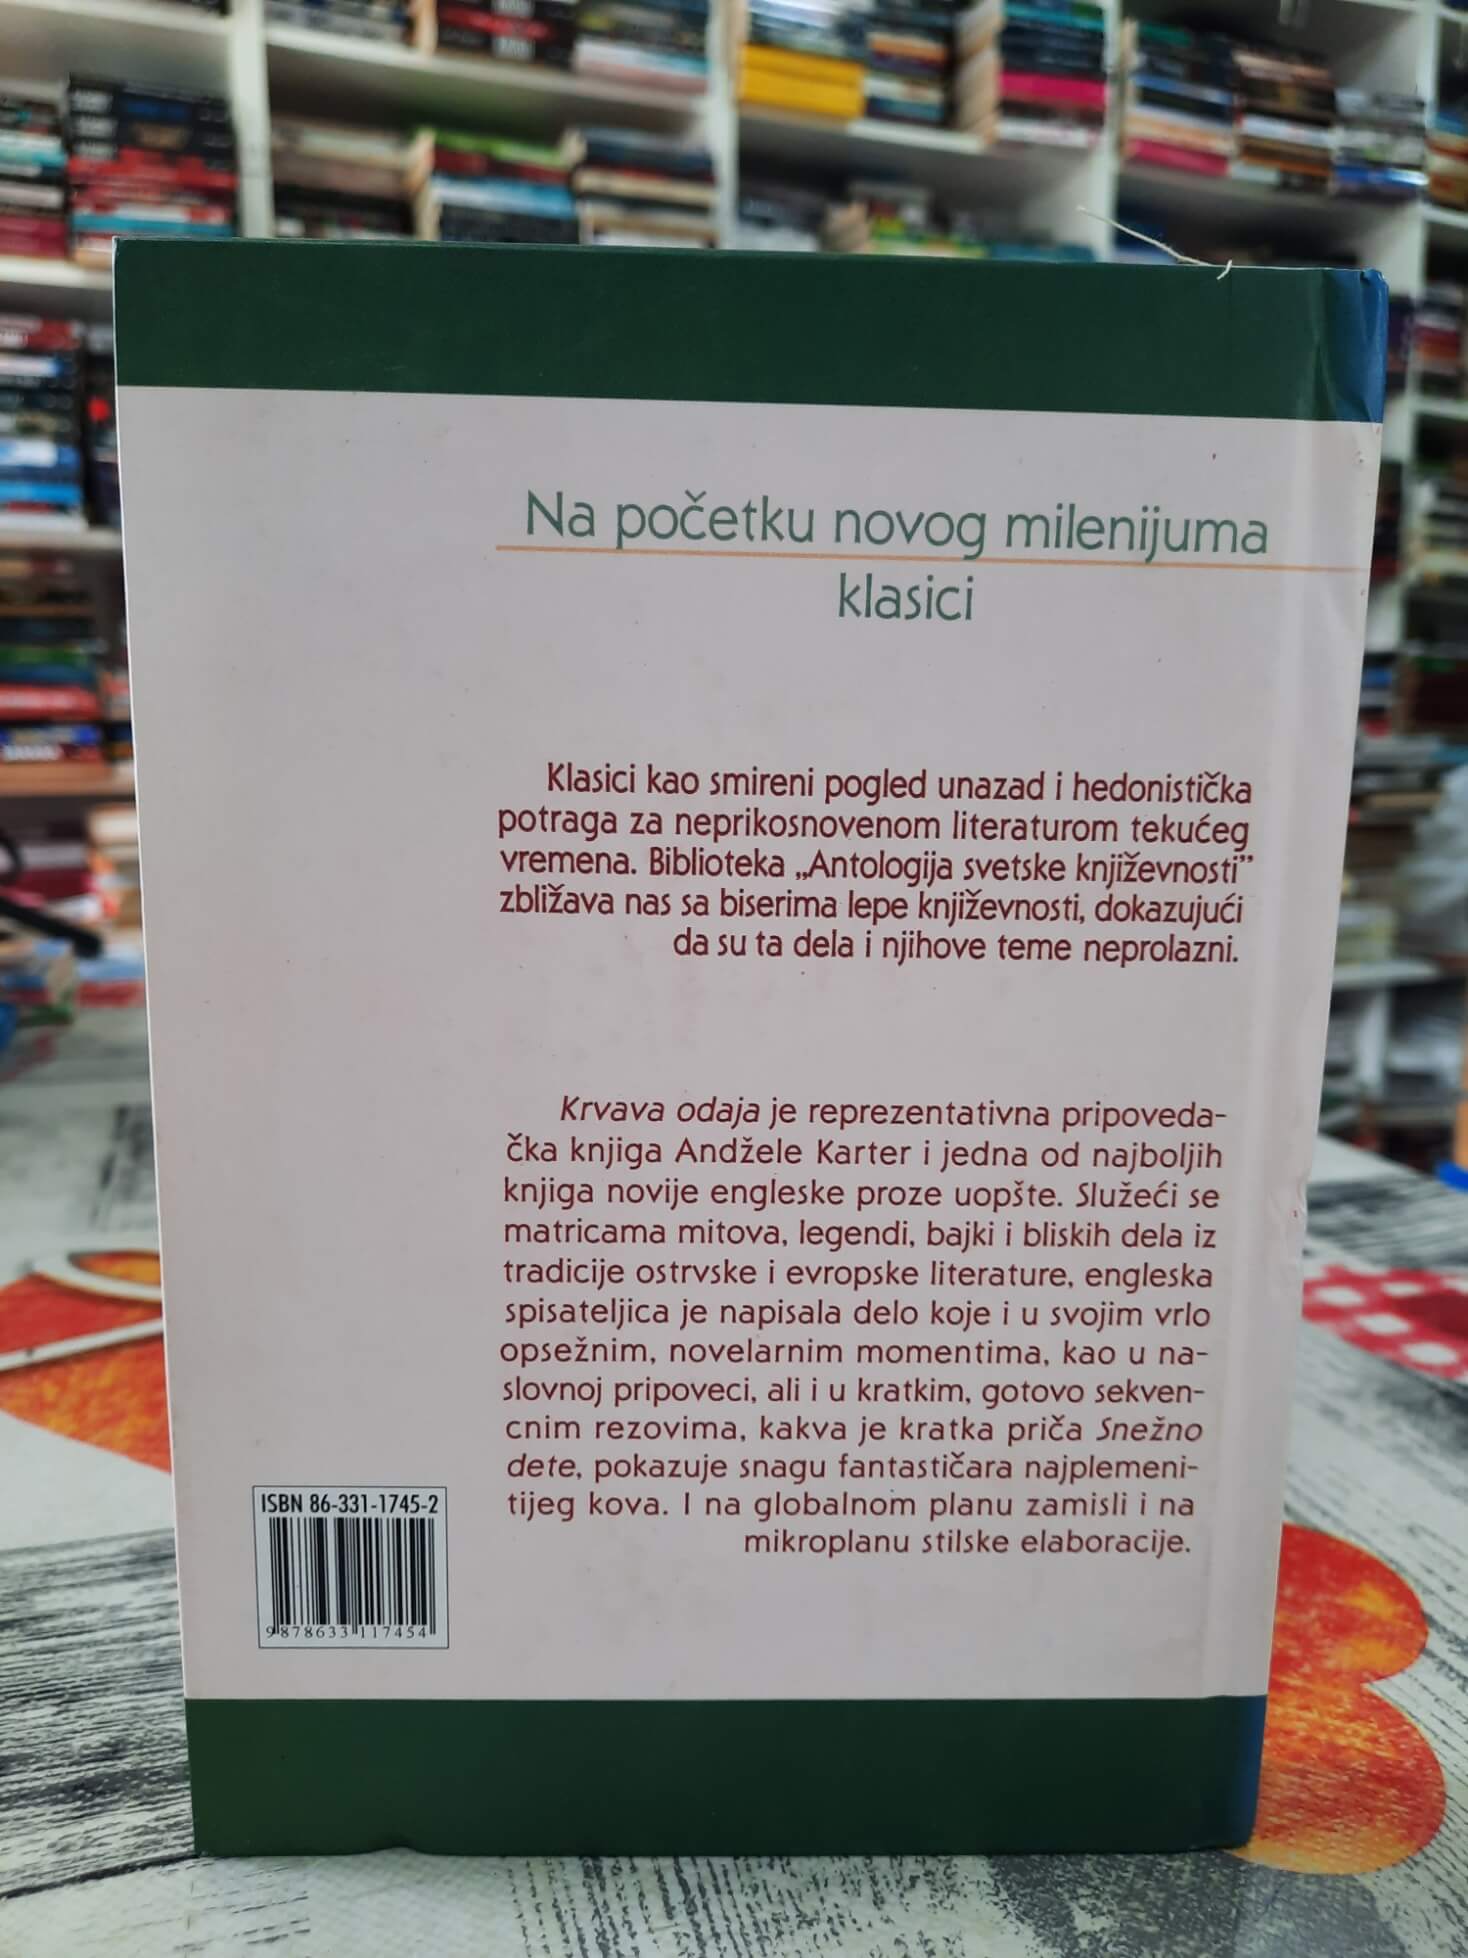 Na početku novog milenijuma
klasici
Klasici kao smireni pogled unazad i hedonistička
potraga za neprikosnovenom literaturom tekućeg
vremena. Biblioteka „Antologija svetske književnosti”
zbližava nas sa biserima lepe književnosti, dokazujući
da su ta dela i njihove teme neprolazni.
Krvava odaja je reprezentativna pripoveda-
čka knjiga Andžele Karter i jedna od najboljih
knjiga novije engleske proze uopšte. Služeći se
matricama mitova, legendi, bajki i bliskih dela iz
tradicije ostrvske i evropske literature, engleska
spisateljica je napisala delo koje i u svojim vrlo
opsežnim, novelarnim momentima, kao u na-
slovnoj pripoveci, ali i u kratkim, gotovo sekven-
cnim rezovima, kakva je kratka priča Snežno
dete, pokazuje snagu fantastičara najplemeni-
tijeg kova. I na globalnom planu zamisli i na
mikroplanu stilske elaboracije.
ISBN 86-331-1745-2
9 788633 117454